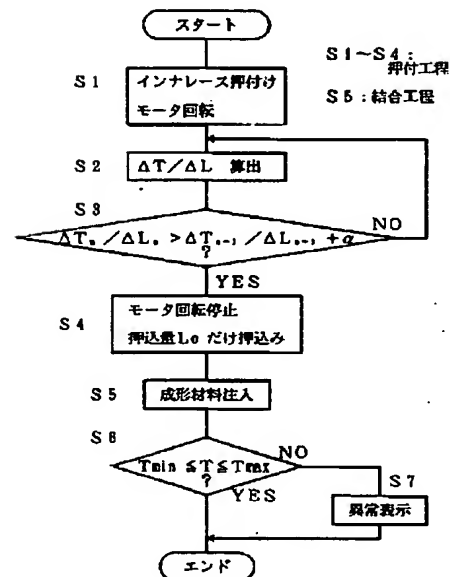 スタート
S1~S4:
押付工程
S5:結合工程
S1
インナレース押付け
モータ回転
S2
ΔT/ΔL 算出
S3
NO
ΔTn/ΔLn>ΔTn-1/ΔLn-1+α
?
YES
S4
モータ回転停止
押込量Loだけ押込み
S5
成形材料注入
S6
NO
Tmin≦T≦Tmax
?
YES
S7
異常表示
エンド